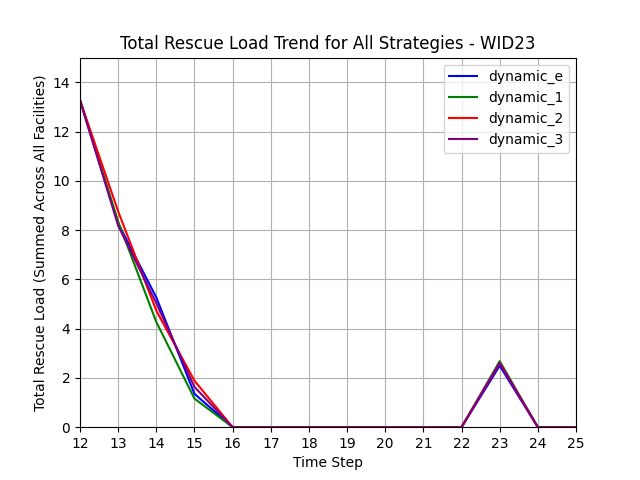 Total Rescue Load Trend for All Strategies - WID23
Total Rescue Load (Summed Across All Facilities)
14
12
10
8
6
4
2
0
dynamic_e
dynamic_1
dynamic_2
dynamic_3
12 13 14 15 16 17 18 19 20 21 22 23 24 25
Time Step